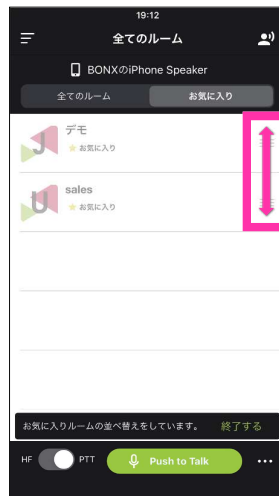 19:12
全てのルーム
BONXのiPhone Speaker
全てのルーム お気に入り
J デモ
お気に入り
U sales
お気に入り
お気に入りルームの並べ替えをしています。 終了する
HF PTT Push to Talk